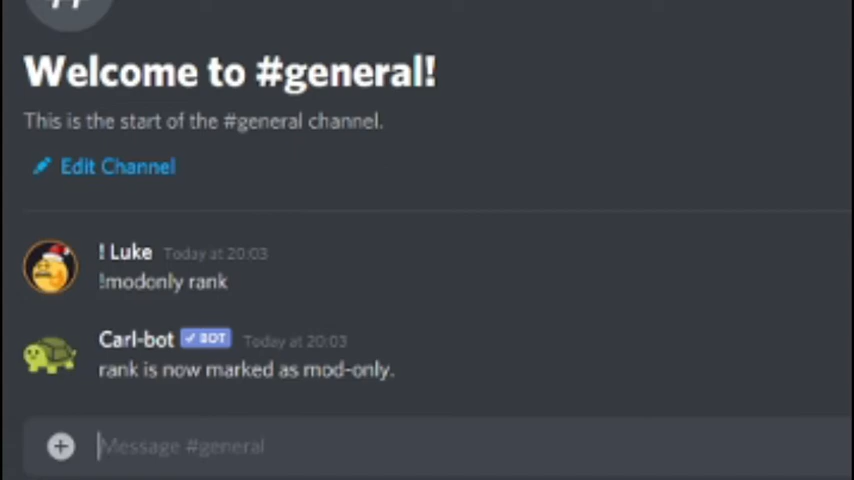 Welcome to #general!
This is the start of the #general channel.
Edit Channel
! Luke Today at 20:03
!modonly rank
Carl-bot ✓ BOT Today at 20:03
rank is now marked as mod-only.
Message #general